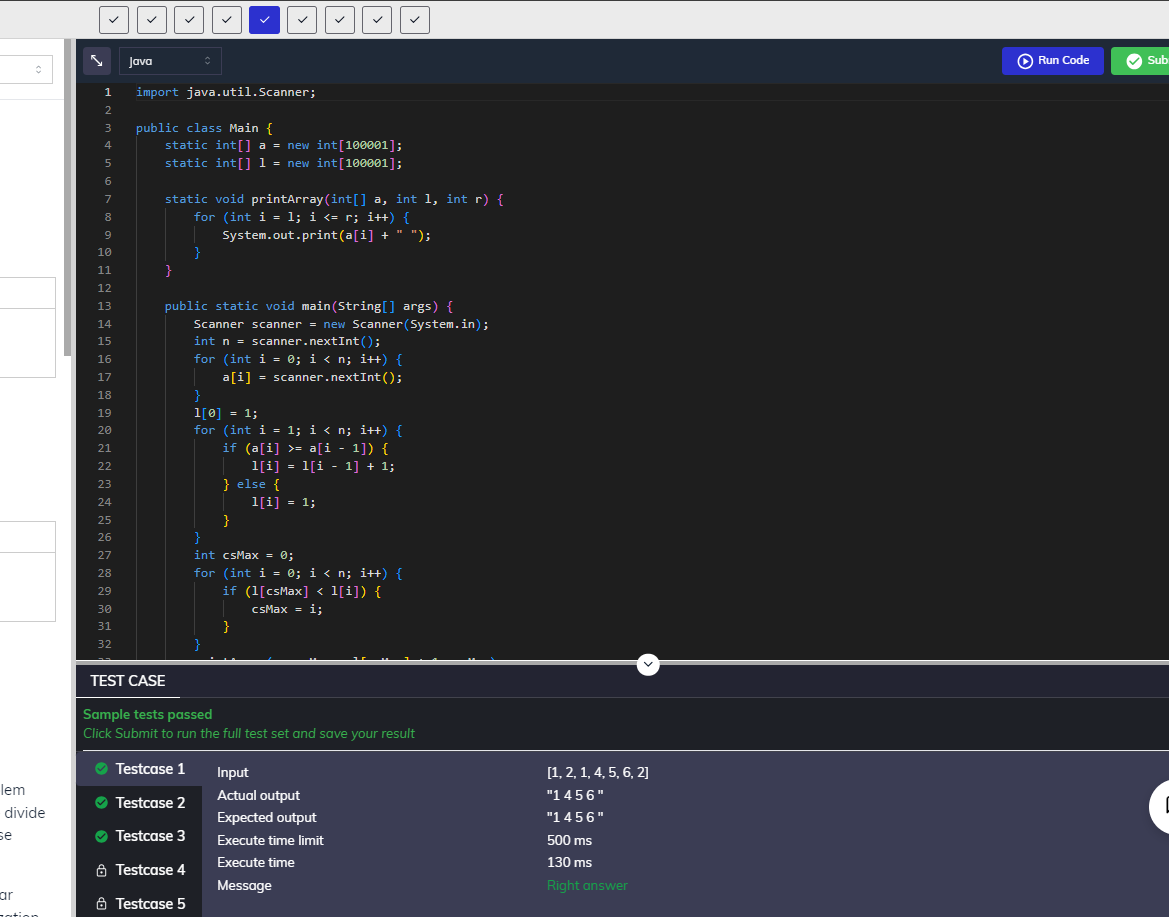 Java
Run Code
1 import java.util.Scanner;
2
3 public class Main {
4 static int[] a = new int[100001];
5 static int[] l = new int[100001];
6
7 static void printArray(int[] a, int l, int r) {
8 for (int i = l; i <= r; i++) {
9 System.out.print(a[i] + " ");
10 }
11 }
12
13 public static void main(String[] args) {
14 Scanner scanner = new Scanner(System.in);
15 int n = scanner.nextInt();
16 for (int i = 0; i < n; i++) {
17 a[i] = scanner.nextInt();
18 }
19 l[0] = 1;
20 for (int i = 1; i < n; i++) {
21 if (a[i] >= a[i - 1]) {
22 l[i] = l[i - 1] + 1;
23 } else {
24 l[i] = 1;
25 }
26 }
27 int csMax = 0;
28 for (int i = 0; i < n; i++) {
29 if (l[csMax] < l[i]) {
30 csMax = i;
31 }
32 }
TEST CASE
Sample tests passed
Click Submit to run the full test set and save your result
Testcase 1
Testcase 2
Testcase 3
Testcase 4
Testcase 5
Input [1, 2, 1, 4, 5, 6, 2]
Actual output "1 4 5 6 "
Expected output "1 4 5 6 "
Execute time limit 500 ms
Execute time 130 ms
Message Right answer
lem
divide
se
ar